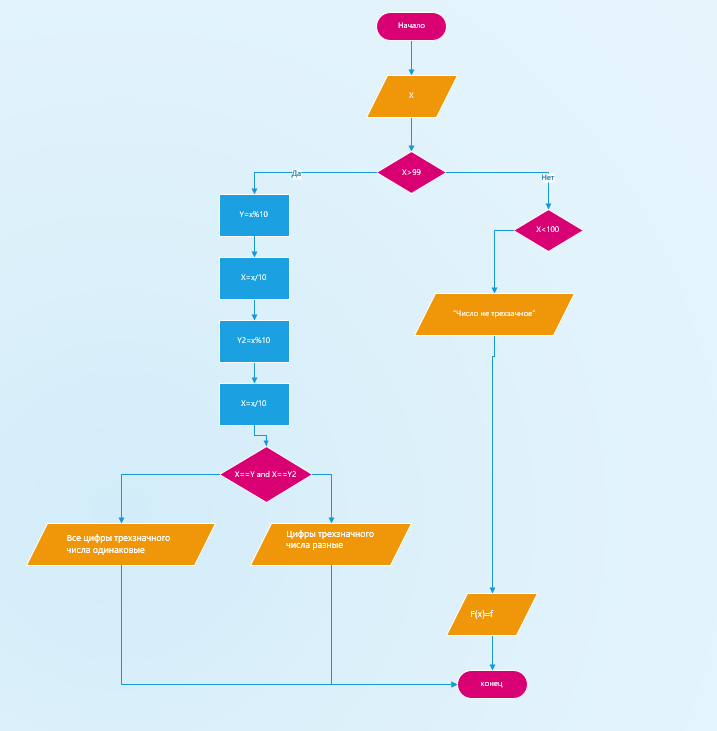 Начало
X
X>99
Да
Нет
Y=x%10
X<100
X=x/10
"Число не трехзачное"
Y2=x%10
X=x/10
X==Y and X==Y2
Все цифры трехзначного
числа одинаковые
Цифры трехзначного
числа разные
F(x)=f
конец